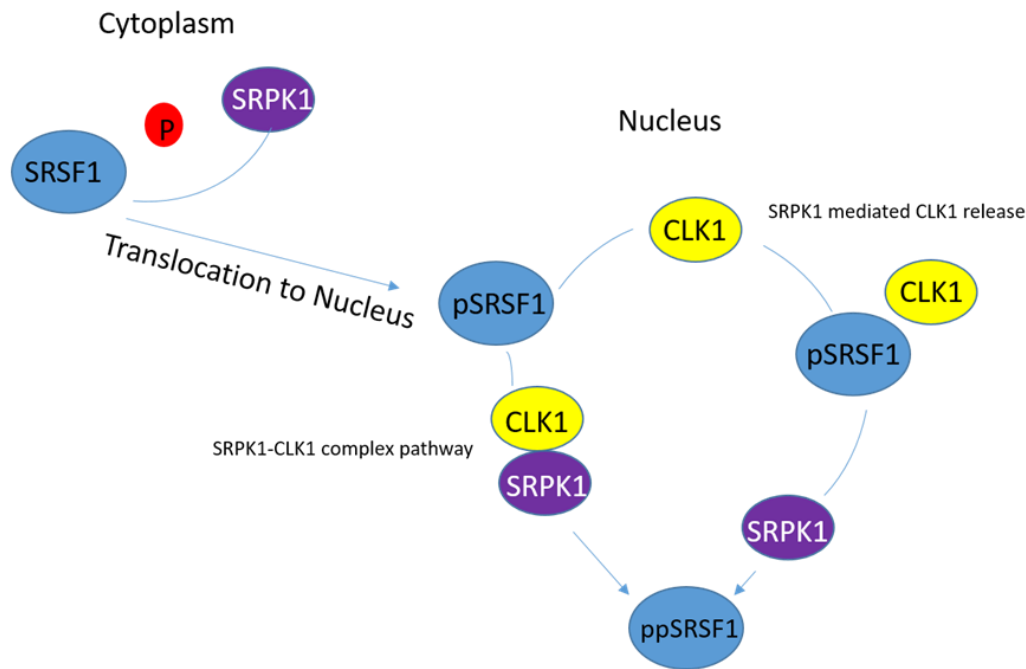 Cytoplasm
SRPK1
P
SRSF1
Translocation to Nucleus
Nucleus
CLK1
SRPK1 mediated CLK1 release
CLK1
pSRSF1
pSRSF1
CLK1
SRPK1-CLK1 complex pathway
SRPK1
SRPK1
ppSRSF1